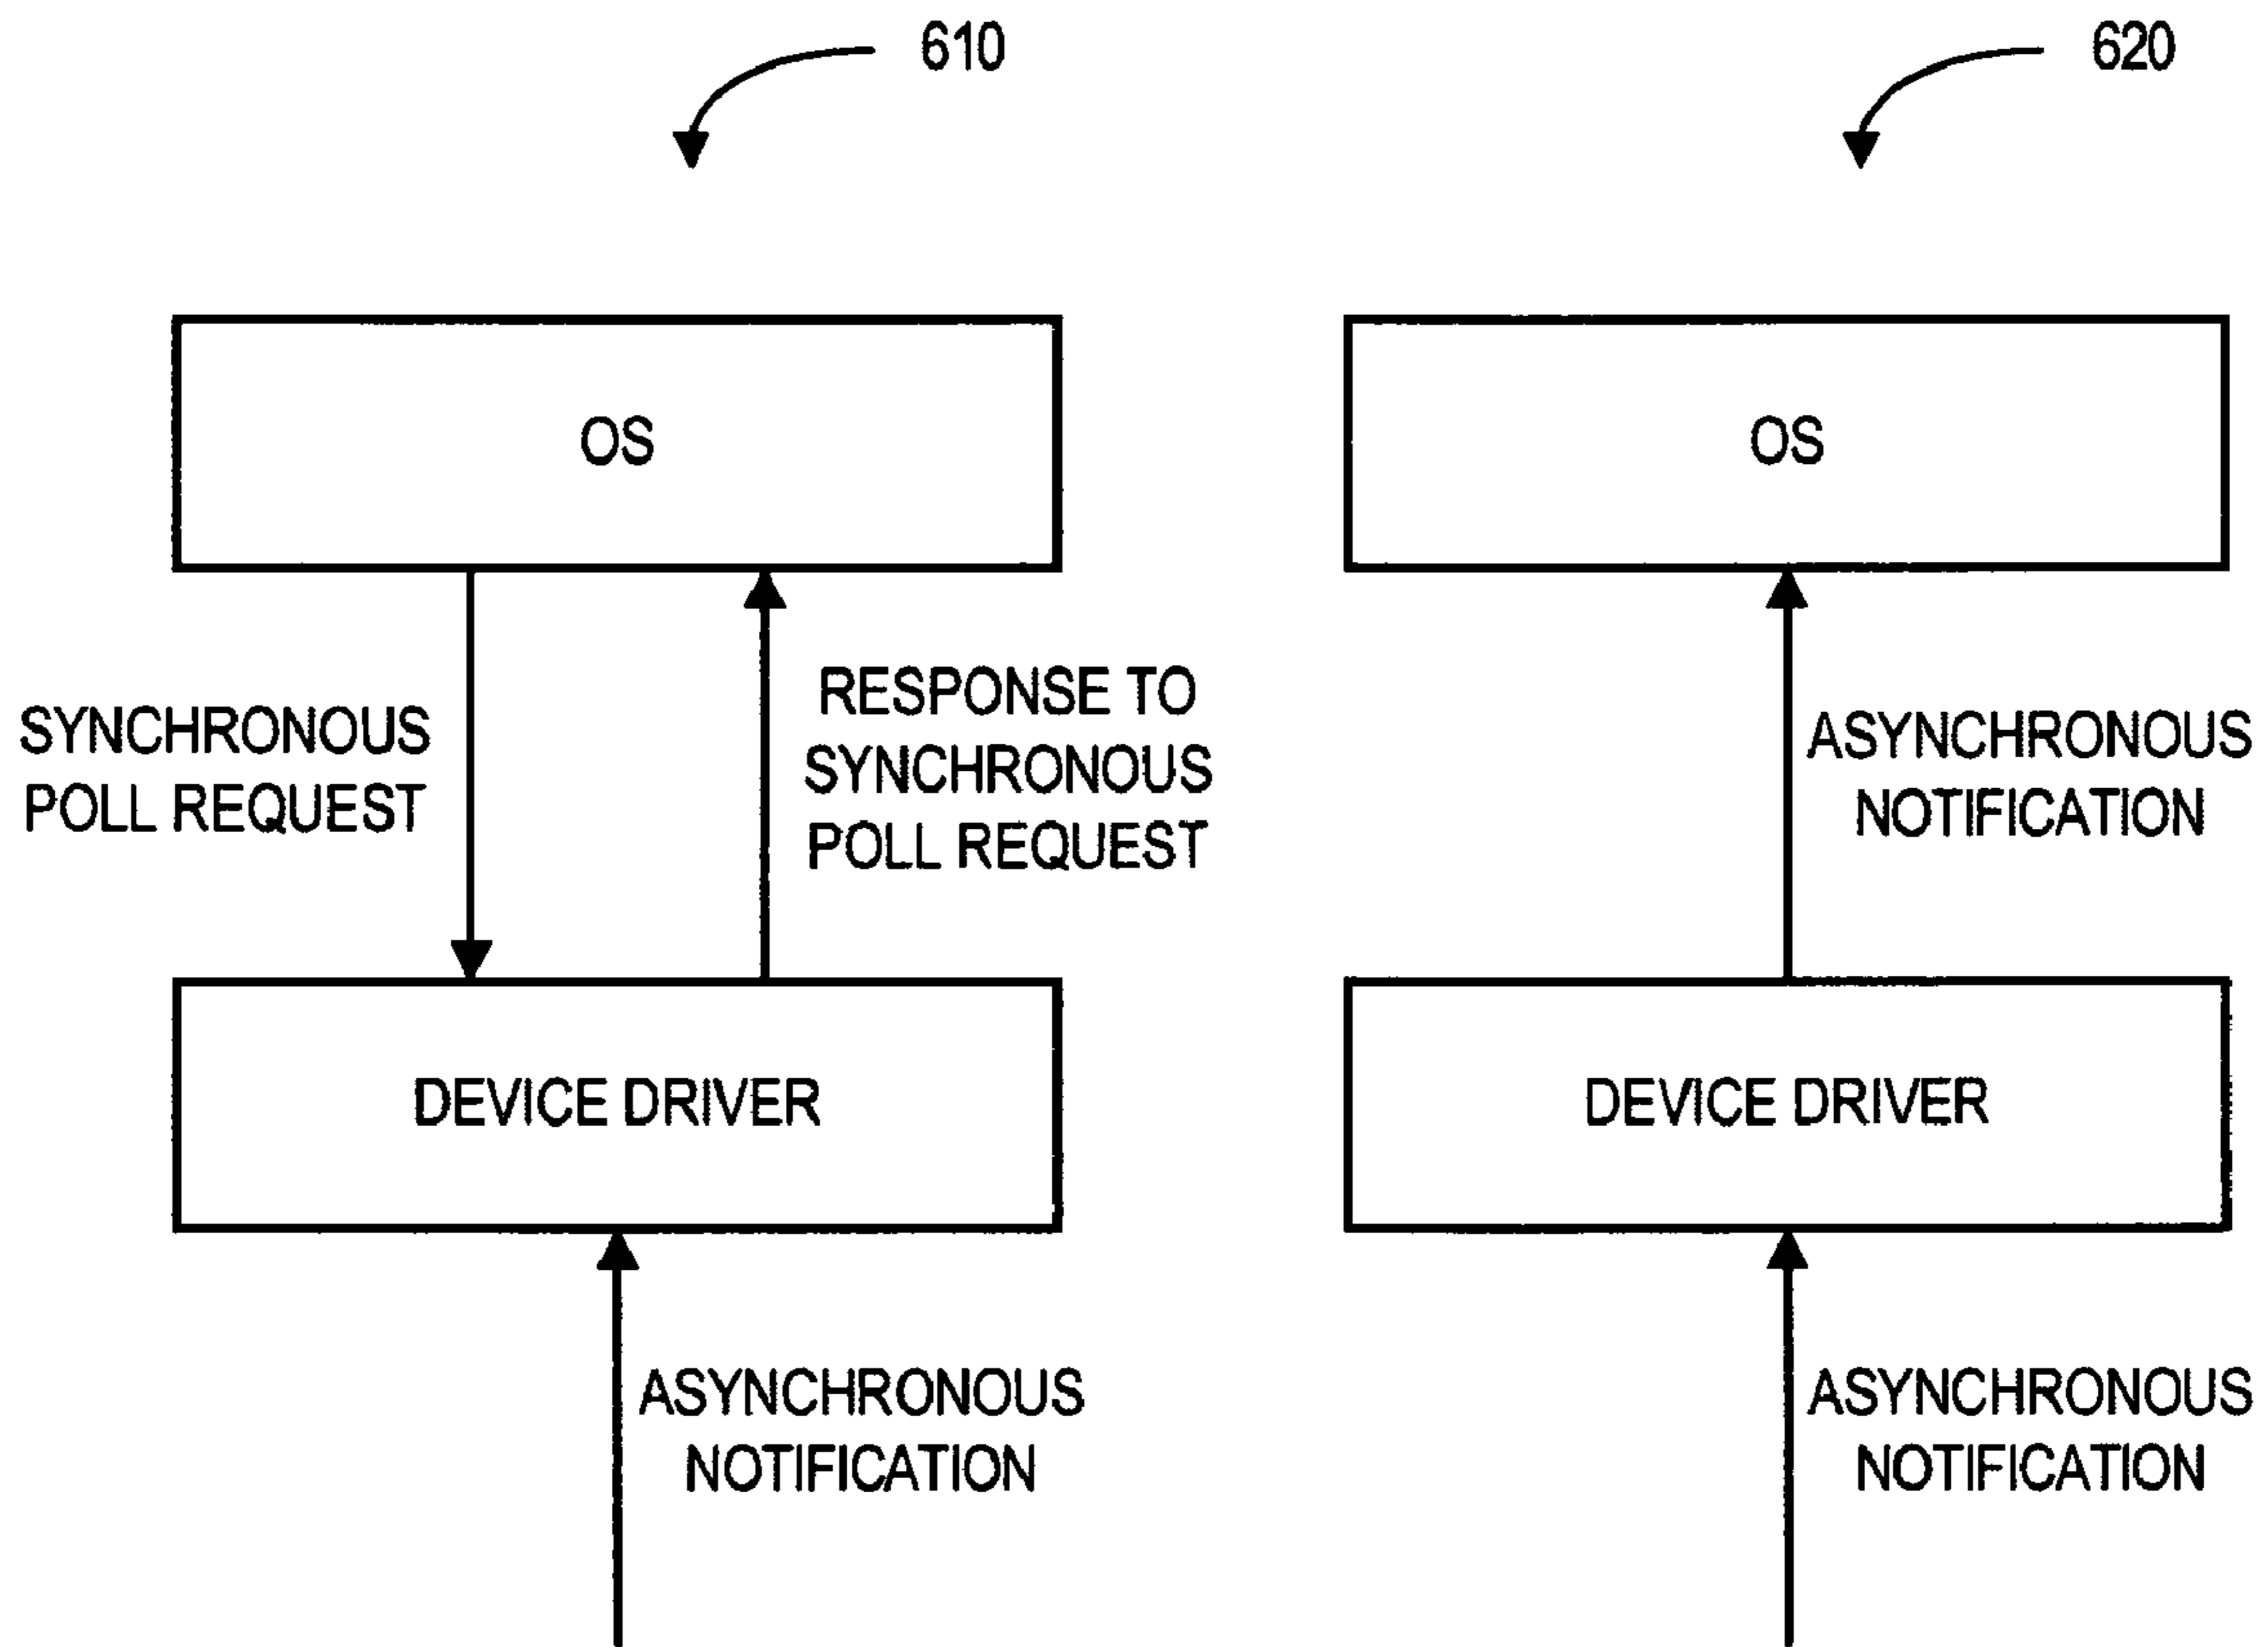 610
OS
SYNCHRONOUS
POLL REQUEST
RESPONSE TO
SYNCHRONOUS
POLL REQUEST
DEVICE DRIVER
ASYNCHRONOUS
NOTIFICATION
620
OS
ASYNCHRONOUS
NOTIFICATION
DEVICE DRIVER
ASYNCHRONOUS
NOTIFICATION